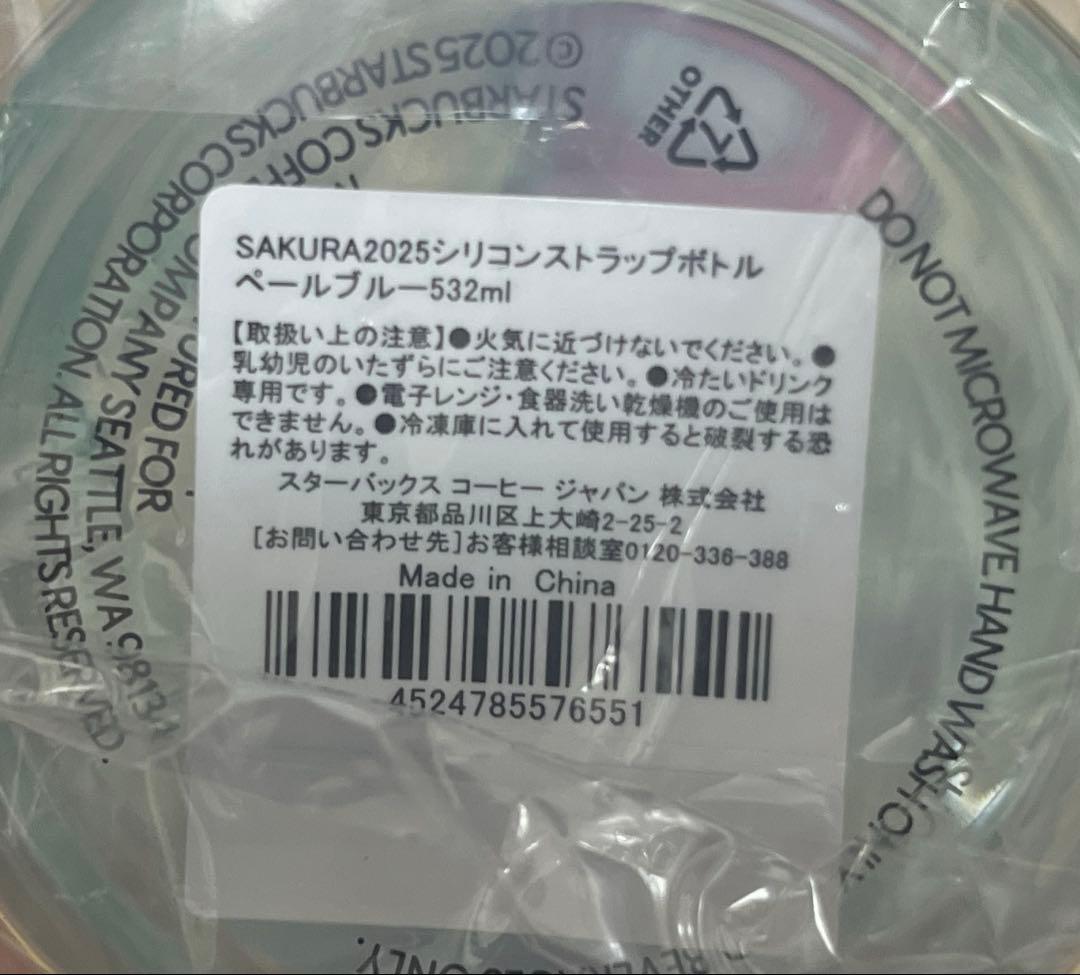 SAKURA2025シリコンストラップボトル
ペールブルー532ml
【取扱い上の注意】●火気に近づけないでください。●
乳幼児のいたずらにご注意ください。●冷たいドリンク
専用です。●電子レンジ・食器洗い乾燥機のご使用は
できません。●冷凍庫に入れて使用すると破裂する恐
れがあります。
スターバックス コーヒー ジャパン 株式会社
東京都品川区上大崎2-25-2
[お問い合わせ先]お客様相談室0120-336-388
Made in China
4524785576551
©2025 STARBUCKS CORPORATION. ALL RIGHTS RESERVED.
STARBUCKS COFFEE COMPANY SEATTLE, WA 98134
FOR
7
OTHER
DO NOT MICROWAVE. HAND WASH ONLY
ONLY.